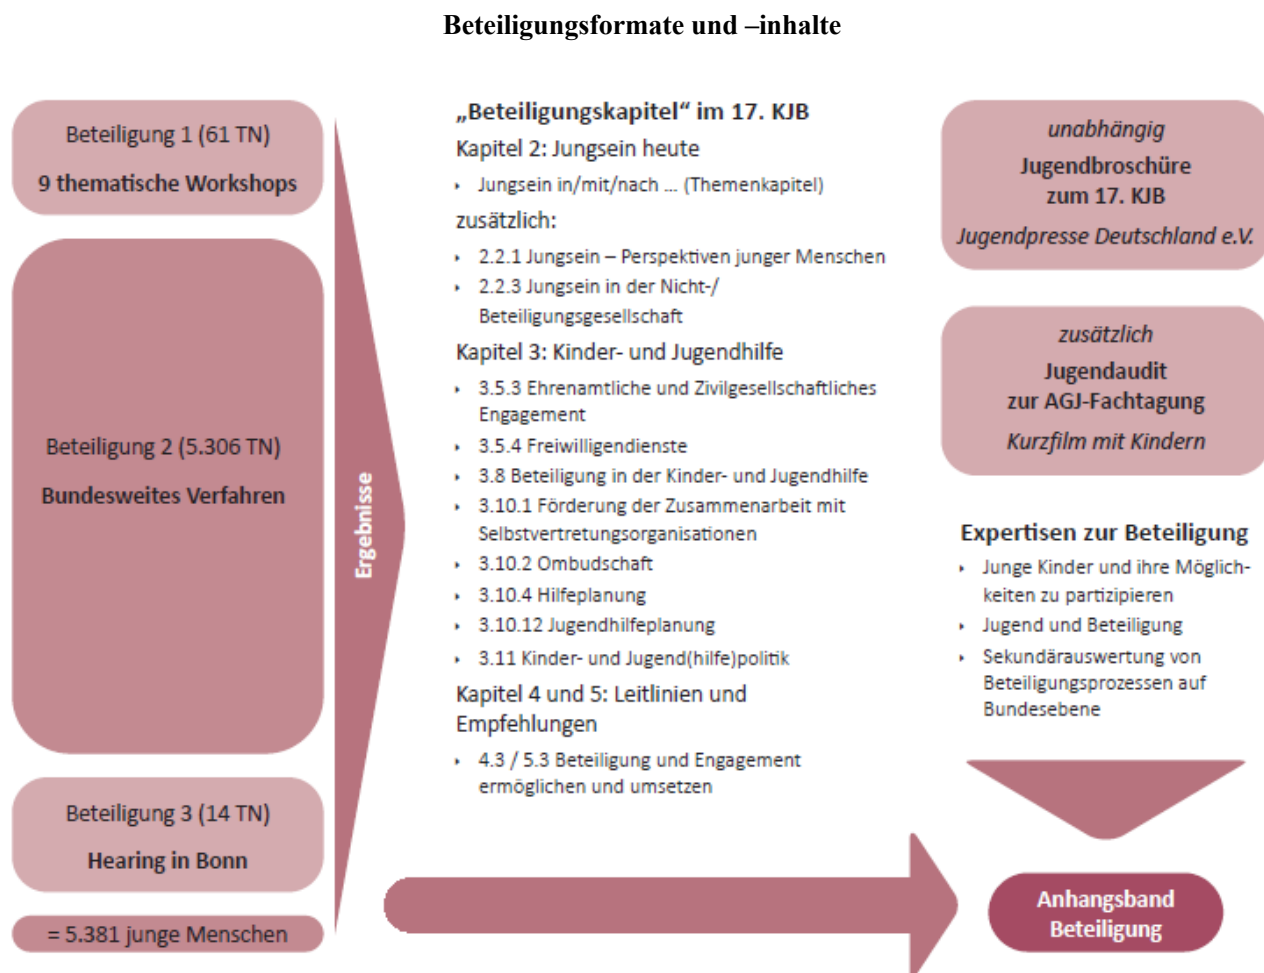 Beteiligungsformate und –inhalte
Beteiligung 1 (61 TN)
9 thematische Workshops
Beteiligung 2 (5.306 TN)
Bundesweites Verfahren
Beteiligung 3 (14 TN)
Hearing in Bonn
= 5.381 junge Menschen
Ergebnisse
„Beteiligungskapitel“ im 17. KJB
Kapitel 2: Jungsein heute
‣ Jungsein in/mit/nach ... (Themenkapitel)
zusätzlich:
‣ 2.2.1 Jungsein – Perspektiven junger Menschen
‣ 2.2.3 Jungsein in der Nicht-/
Beteiligungsgesellschaft
Kapitel 3: Kinder- und Jugendhilfe
‣ 3.5.3 Ehrenamtliche und Zivilgesellschaftliches
Engagement
‣ 3.5.4 Freiwilligendienste
‣ 3.8 Beteiligung in der Kinder- und Jugendhilfe
‣ 3.10.1 Förderung der Zusammenarbeit mit
Selbstvertretungsorganisationen
‣ 3.10.2 Ombudschaft
‣ 3.10.4 Hilfeplanung
‣ 3.10.12 Jugendhilfeplanung
‣ 3.11 Kinder- und Jugend(hilfe)politik
Kapitel 4 und 5: Leitlinien und
Empfehlungen
‣ 4.3 / 5.3 Beteiligung und Engagement
ermöglichen und umsetzen
unabhängig
Jugendbroschüre
zum 17. KJB
Jugendpresse Deutschland e.V.
zusätzlich
Jugendaudit
zur AGJ-Fachtagung
Kurzfilm mit Kindern
Expertisen zur Beteiligung
‣ Junge Kinder und ihre Möglich-
keiten zu partizipieren
‣ Jugend und Beteiligung
‣ Sekundärauswertung von
Beteiligungsprozessen auf
Bundesebene
Anhangsband
Beteiligung